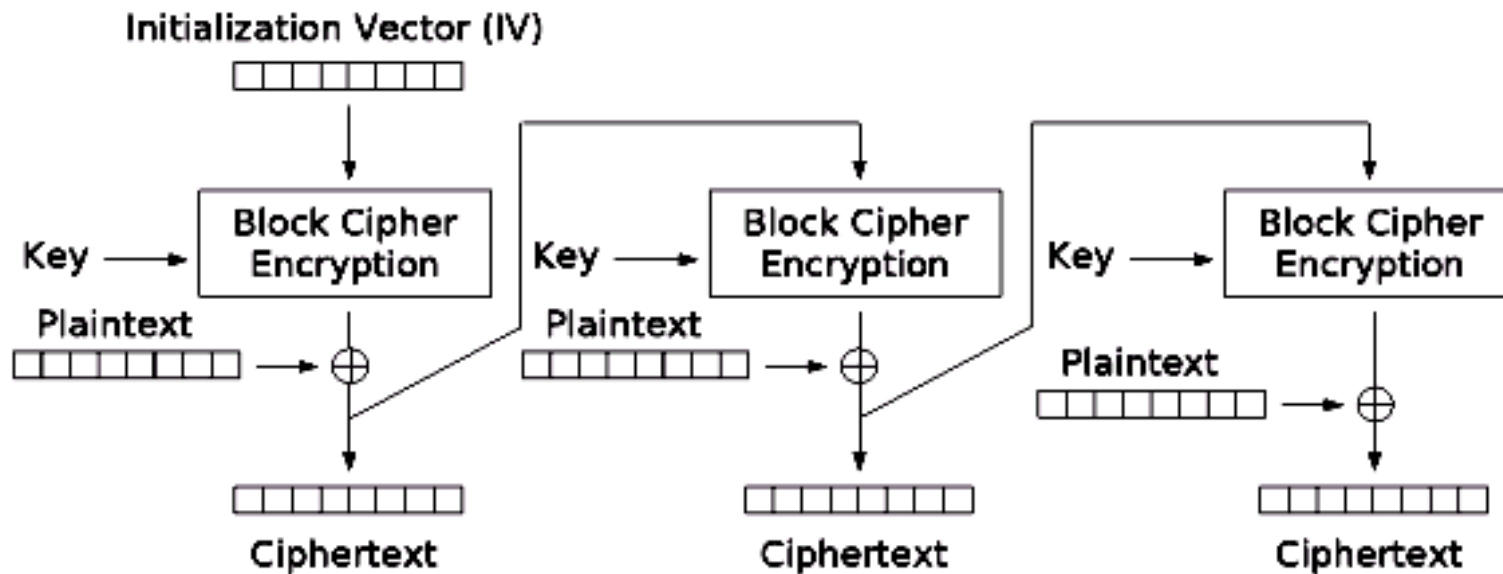 Initialization Vector (IV)
Block Cipher
Encryption
Key
Plaintext
Ciphertext
Block Cipher
Encryption
Key
Plaintext
Ciphertext
Block Cipher
Encryption
Key
Plaintext
Ciphertext